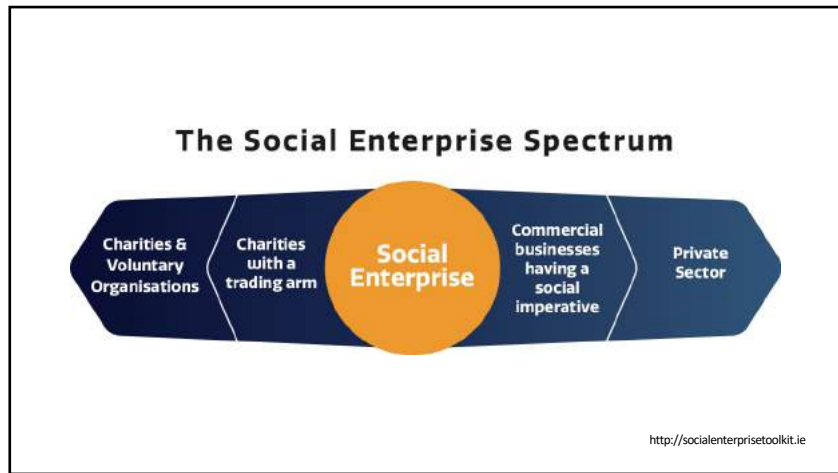 The Social Enterprise Spectrum
Charities &
Voluntary
Organisations
Charities
with a
trading arm
Social
Enterprise
Commercial
businesses
having a
social
imperative
Private
Sector
http://socialenterprisetoolkit.ie